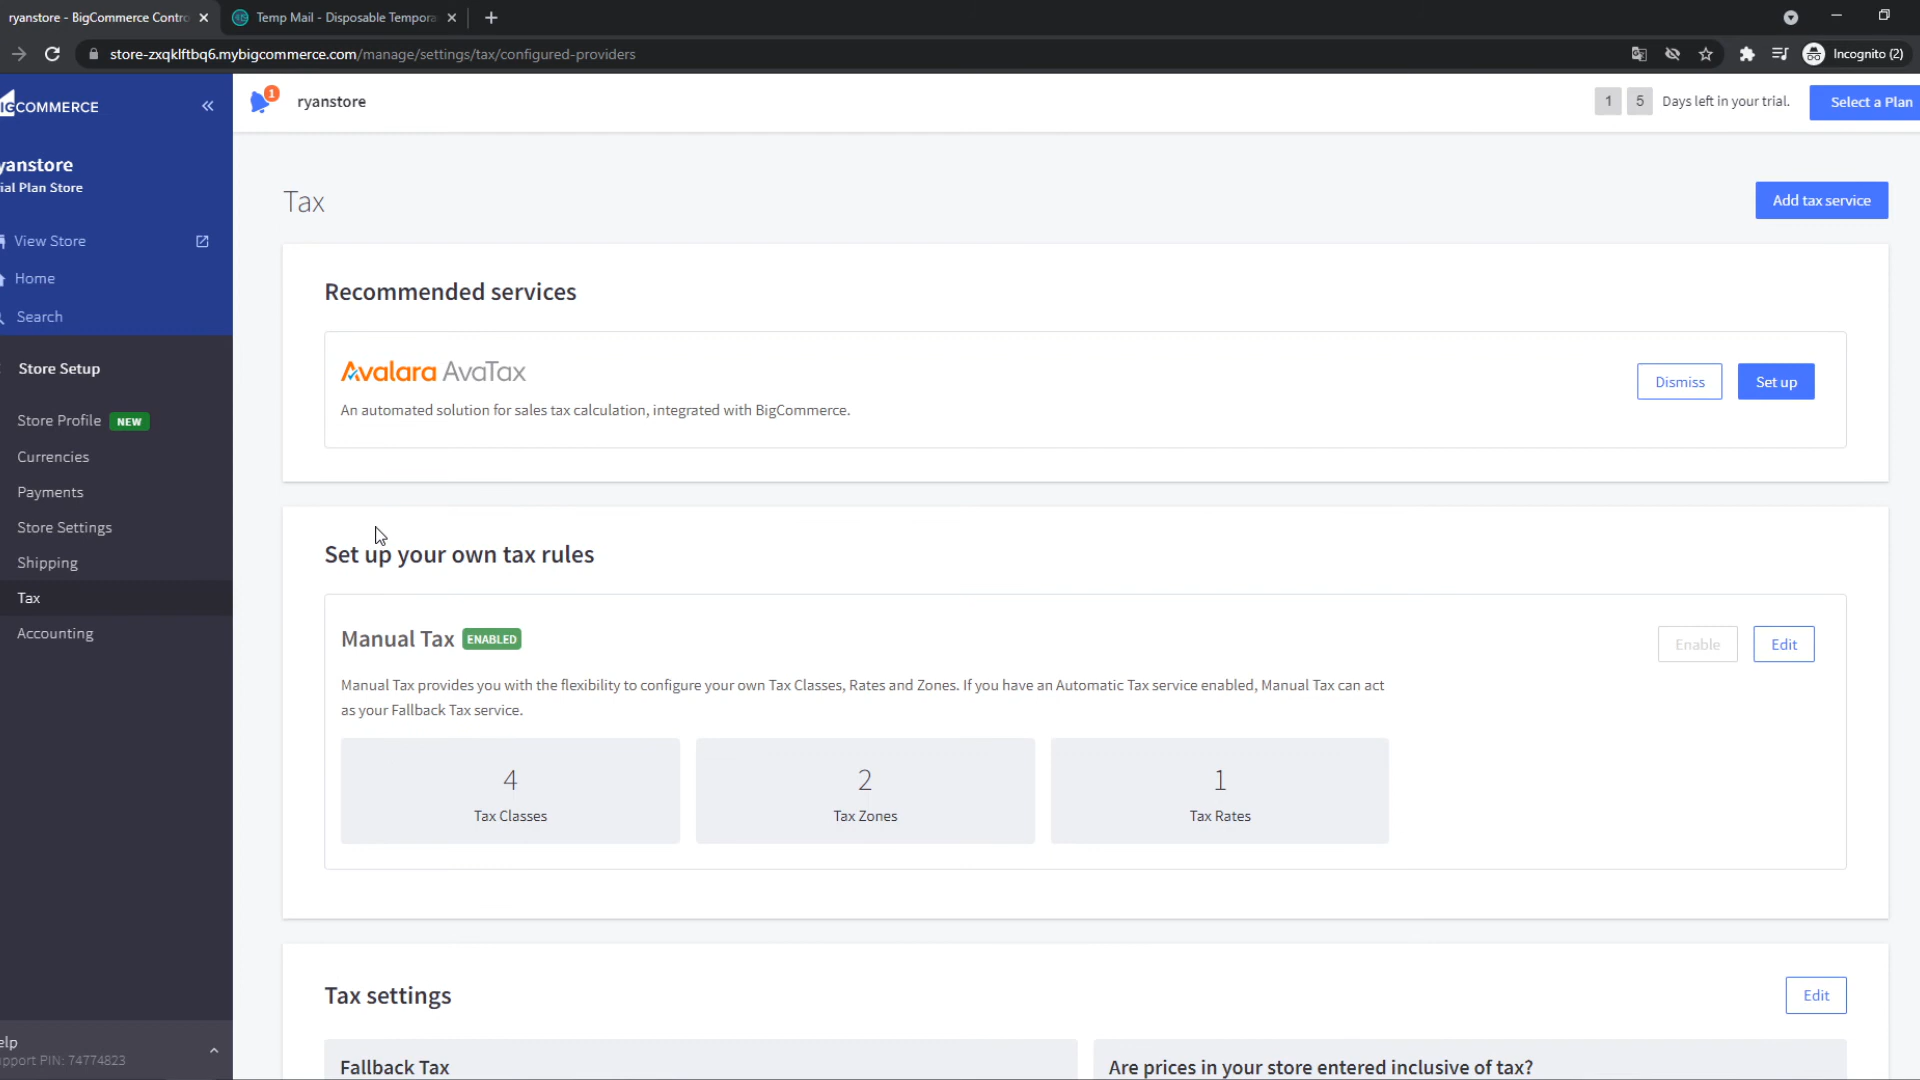 ryanstore - BigCommerce Contro
Temp Mail - Disposable Tempora
store-zxqklftbq6.mybigcommerce.com/manage/settings/tax/configured-providers
Incognito (2)
IGCOMMERCE
1
ryanstore
1 5 Days left in your trial.
Select a Plan
yanstore
ial Plan Store
View Store
Home
Search
Store Setup
Store Profile NEW
Currencies
Payments
Store Settings
Shipping
Tax
Accounting
elp
upport PIN: 74774823
Tax
Add tax service
Recommended services
Avalara AvaTax
An automated solution for sales tax calculation, integrated with BigCommerce.
Dismiss
Set up
Set up your own tax rules
Manual Tax ENABLED
Enable
Edit
Manual Tax provides you with the flexibility to configure your own Tax Classes, Rates and Zones. If you have an Automatic Tax service enabled, Manual Tax can act
as your Fallback Tax service.
4
Tax Classes
2
Tax Zones
1
Tax Rates
Tax settings
Edit
Fallback Tax
Are prices in your store entered inclusive of tax?